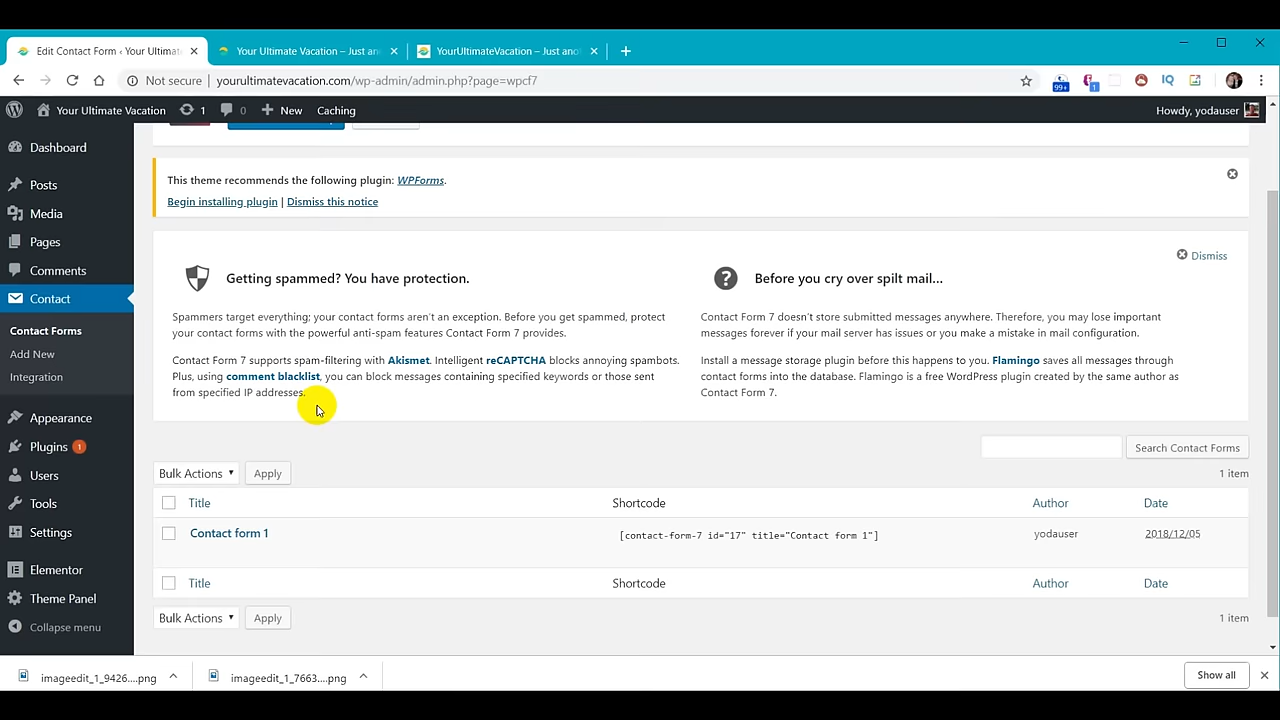 Edit Contact Form ‹ Your Ultima
Your Ultimate Vacation – Just an
YourUltimateVacation – Just ano
Not secure
yourultimatevacation.com/wp-admin/admin.php?page=wpcf7
99+
1
IQ
Your Ultimate Vacation
1
0
New
Caching
Howdy, yodauser
Dashboard
Posts
Media
Pages
Comments
Contact
Contact Forms
Add New
Integration
Appearance
Plugins 1
Users
Tools
Settings
Elementor
Theme Panel
Collapse menu
This theme recommends the following plugin: WPForms.
Begin installing plugin | Dismiss this notice
Dismiss
Getting spammed? You have protection.
Spammers target everything; your contact forms aren't an exception. Before you get spammed, protect
your contact forms with the powerful anti-spam features Contact Form 7 provides.
Contact Form 7 supports spam-filtering with Akismet. Intelligent reCAPTCHA blocks annoying spambots.
Plus, using comment blacklist, you can block messages containing specified keywords or those sent
from specified IP addresses.
Before you cry over spilt mail...
Contact Form 7 doesn't store submitted messages anywhere. Therefore, you may lose important
messages forever if your mail server has issues or you make a mistake in mail configuration.
Install a message storage plugin before this happens to you. Flamingo saves all messages through
contact forms into the database. Flamingo is a free WordPress plugin created by the same author as
Contact Form 7.
Search Contact Forms
Bulk Actions
Apply
1 item
Title
Shortcode
Author
Date
Contact form 1
[contact-form-7 id="17" title="Contact form 1"]
yodauser
2018/12/05
Title
Shortcode
Author
Date
Bulk Actions
Apply
1 item
imageedit_1_9426....png
imageedit_1_7663....png
Show all